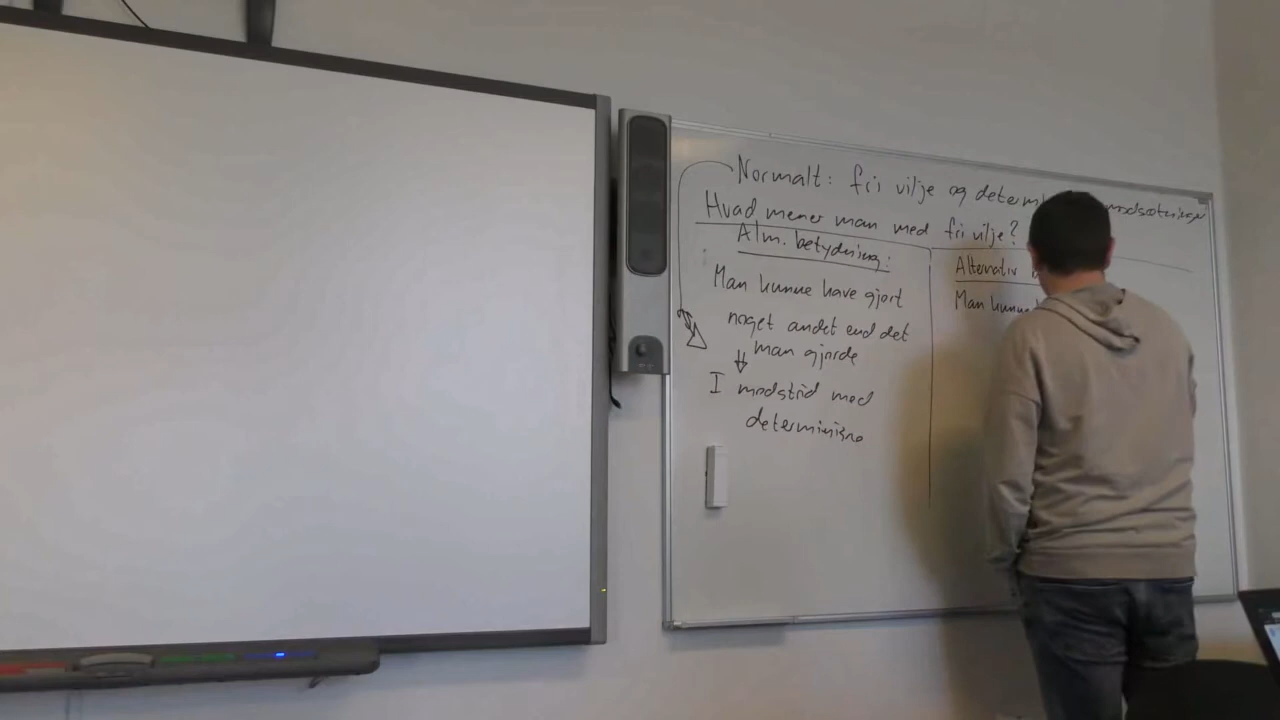 Normalt: fri vilje og determ modsætninger
Hvad mener man med fri vilje?
Alm. betydning:
Man kunne have gjort
noget andet end det
man gjorde
I modstrid med
determinisme
Alternativ
Man kunne